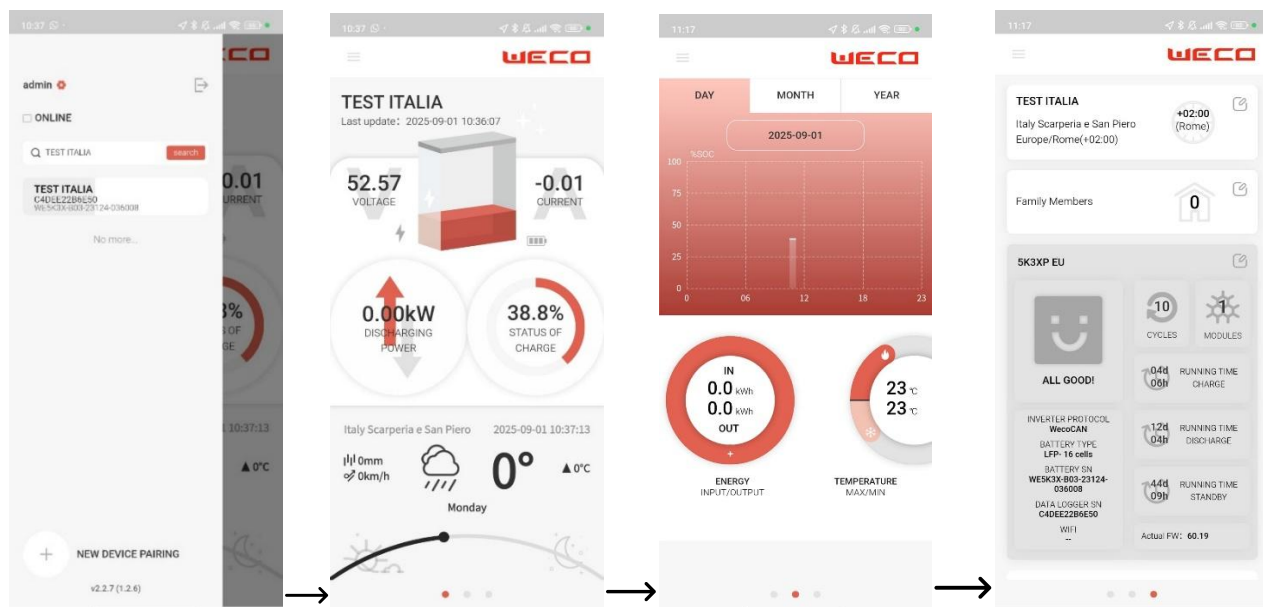 10:37
CO
admin
ONLINE
TEST ITALIA
search
TEST ITALIA
C4DEE22B6E50
WE5K3X-B03-23124-036008
0.01
URRENT
No more...
%
OF
GE
10:37:13
0°C
NEW DEVICE PAIRING
v2.2.7 (1.2.6)
10:37
WECO
TEST ITALIA
Last update: 2025-09-01 10:36:07
52.57
VOLTAGE
-0.01
CURRENT
0.00kW
DISCHARGING
POWER
38.8%
STATUS OF
CHARGE
Italy Scarperia e San Piero
2025-09-01 10:37:13
0mm
0km/h
0°
0°C
Monday
11:17
WECO
DAY
MONTH
YEAR
2025-09-01
%SOC
100
75
50
25
0
0
06
12
18
23
IN
0.0 kWh
0.0 kWh
OUT
+
23 °C
23 °C
ENERGY
INPUT/OUTPUT
TEMPERATURE
MAX/MIN
11:17
WECO
TEST ITALIA
Italy Scarperia e San Piero
Europe/Rome(+02:00)
+02:00
(Rome)
Family Members
0
5K3XP EU
ALL GOOD!
10
CYCLES
1
MODULES
04d
06h
RUNNING TIME
CHARGE
INVERTER PROTOCOL
WecoCAN
BATTERY TYPE
LFP- 16 cells
BATTERY SN
WE5K3X-B03-23124-
036008
DATA LOGGER SN
C4DEE22B6E50
WIFI
--
12d
04h
RUNNING TIME
DISCHARGE
44d
09h
RUNNING TIME
STANDBY
Actual FW: 60.19